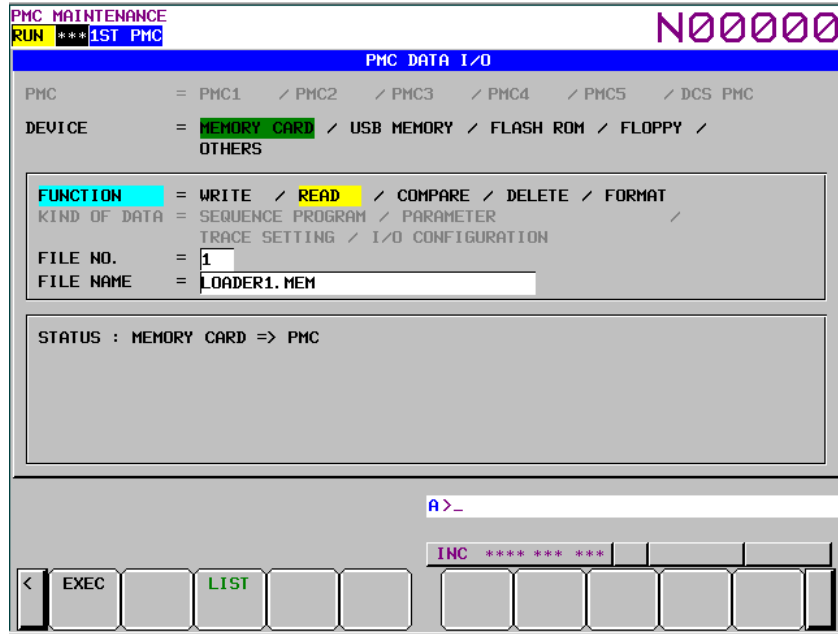 PMC MAINTENANCE
N00000
RUN ***1ST PMC
PMC DATA I/O
PMC = PMC1 / PMC2 / PMC3 / PMC4 / PMC5 / DCS PMC
DEVICE = MEMORY CARD / USB MEMORY / FLASH ROM / FLOPPY /
OTHERS
FUNCTION = WRITE / READ / COMPARE / DELETE / FORMAT
KIND OF DATA = SEQUENCE PROGRAM / PARAMETER /
TRACE SETTING / I/O CONFIGURATION
FILE NO. = 1
FILE NAME = LOADER1.MEM
STATUS : MEMORY CARD => PMC
A>_
INC **** *** ***
< EXEC LIST